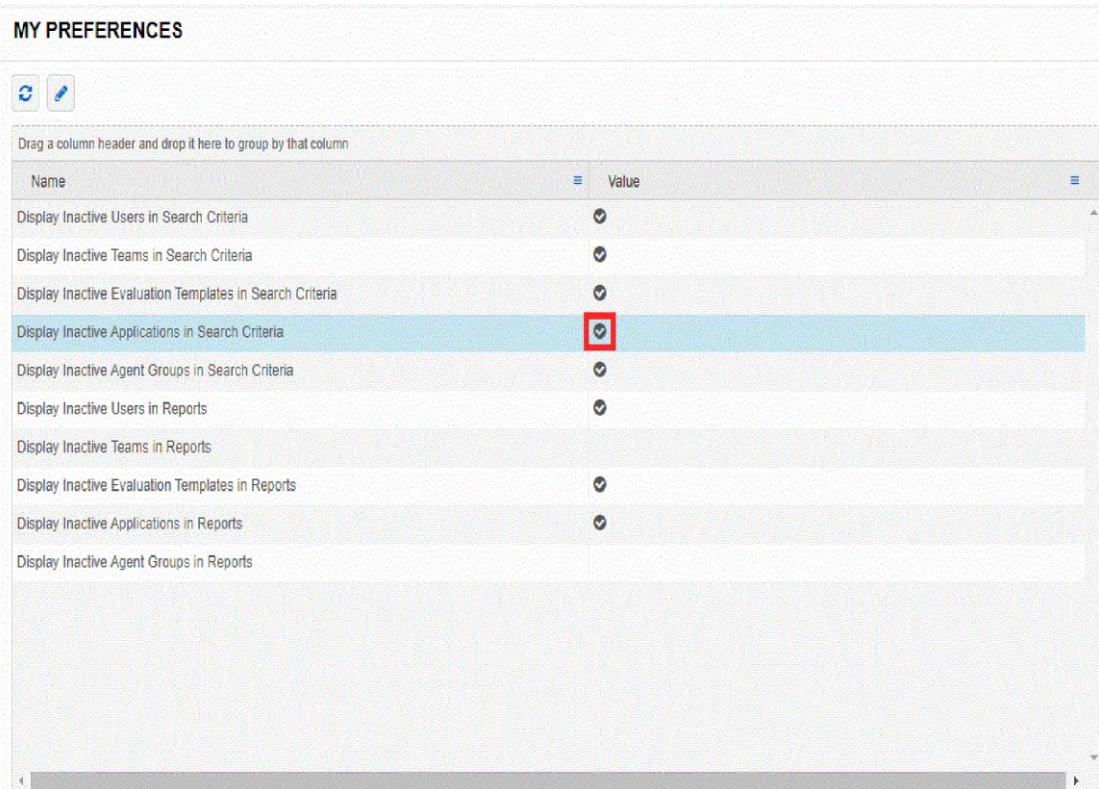 MY PREFERENCES
Drag a column header and drop it here to group by that column
Name Value
Display Inactive Users in Search Criteria
Display Inactive Teams in Search Criteria
Display Inactive Evaluation Templates in Search Criteria
Display Inactive Applications in Search Criteria
Display Inactive Agent Groups in Search Criteria
Display Inactive Users in Reports
Display Inactive Teams in Reports
Display Inactive Evaluation Templates in Reports
Display Inactive Applications in Reports
Display Inactive Agent Groups in Reports